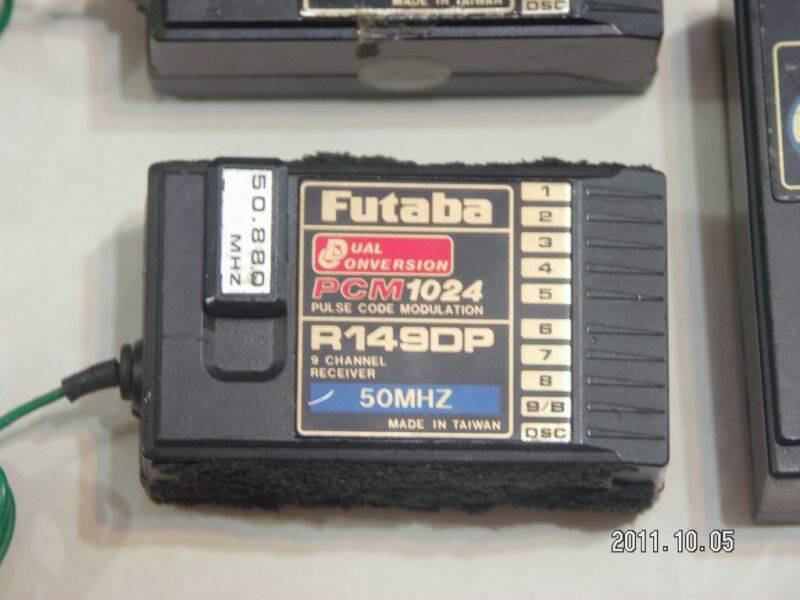 MADE IN TAIWAN
DSC
50.880
MHZ
Futaba
DUAL
CONVERSION
PCM1024
PULSE CODE MODULATION
R149DP
9 CHANNEL
RECEIVER
50MHZ
MADE IN TAIWAN
1
2
3
4
5
6
7
8
9/B
DSC
2011.10.05